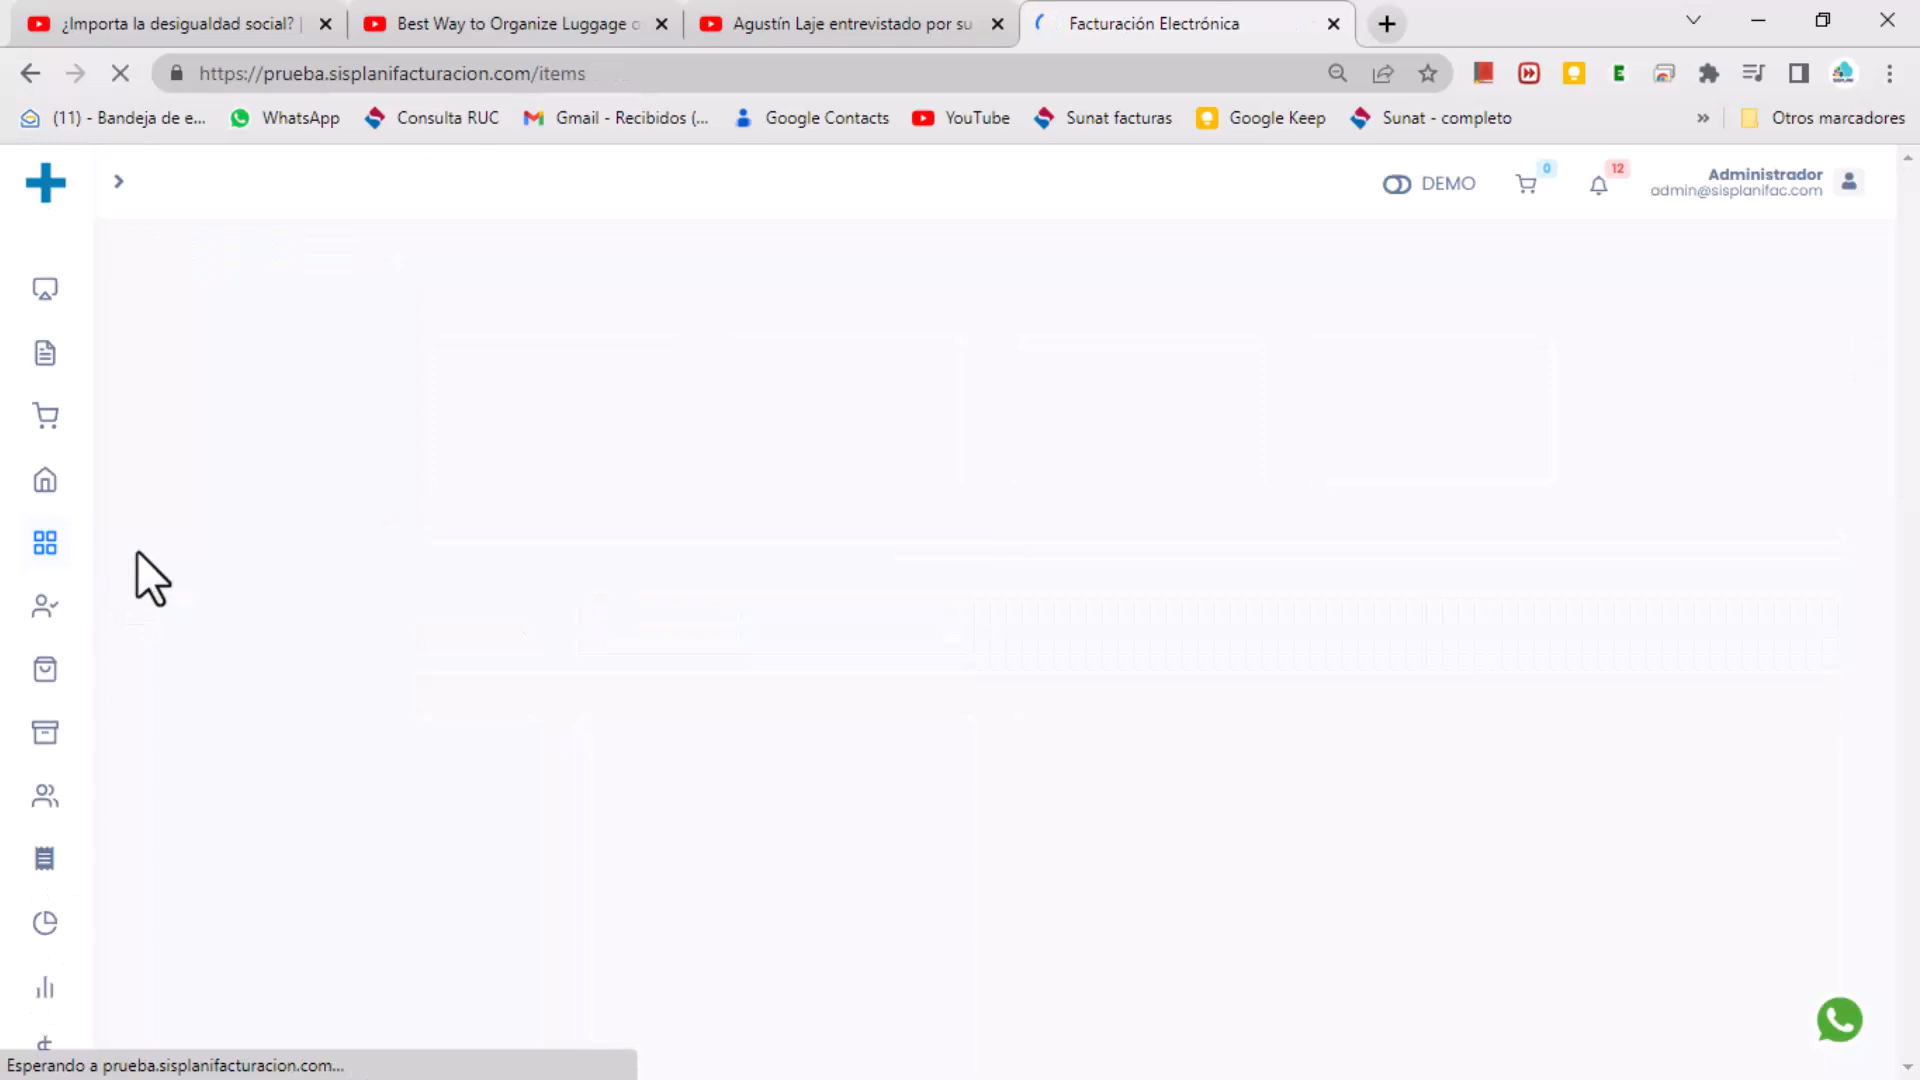 ¿Importa la desigualdad social? |
Best Way to Organize Luggage o
Agustín Laje entrevistado por su
Facturación Electrónica
https://prueba.sisplanifacturacion.com/items
(11) - Bandeja de e...
WhatsApp
Consulta RUC
Gmail - Recibidos (...
Google Contacts
YouTube
Sunat facturas
Google Keep
Sunat - completo
»
Otros marcadores
DEMO
0
12
Administrador
admin@sisplanifac.com
Esperando a prueba.sisplanifacturacion.com...